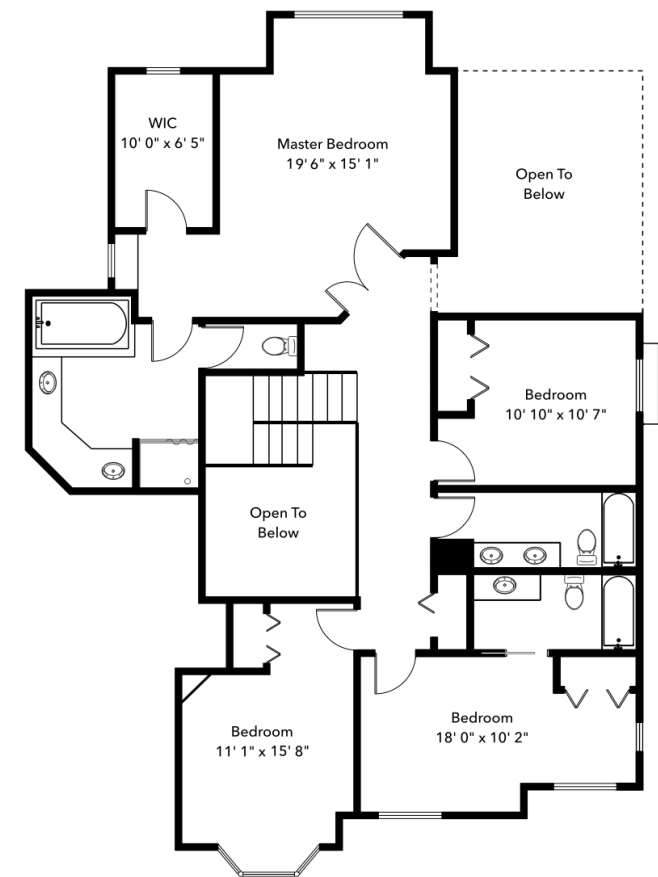 WIC
10' 0" x 6' 5"
Master Bedroom
19' 6" x 15' 1"
Open To
Below
Bedroom
10' 10" x 10' 7"
Open To
Below
Bedroom
11' 1" x 15' 8"
Bedroom
18' 0" x 10' 2"